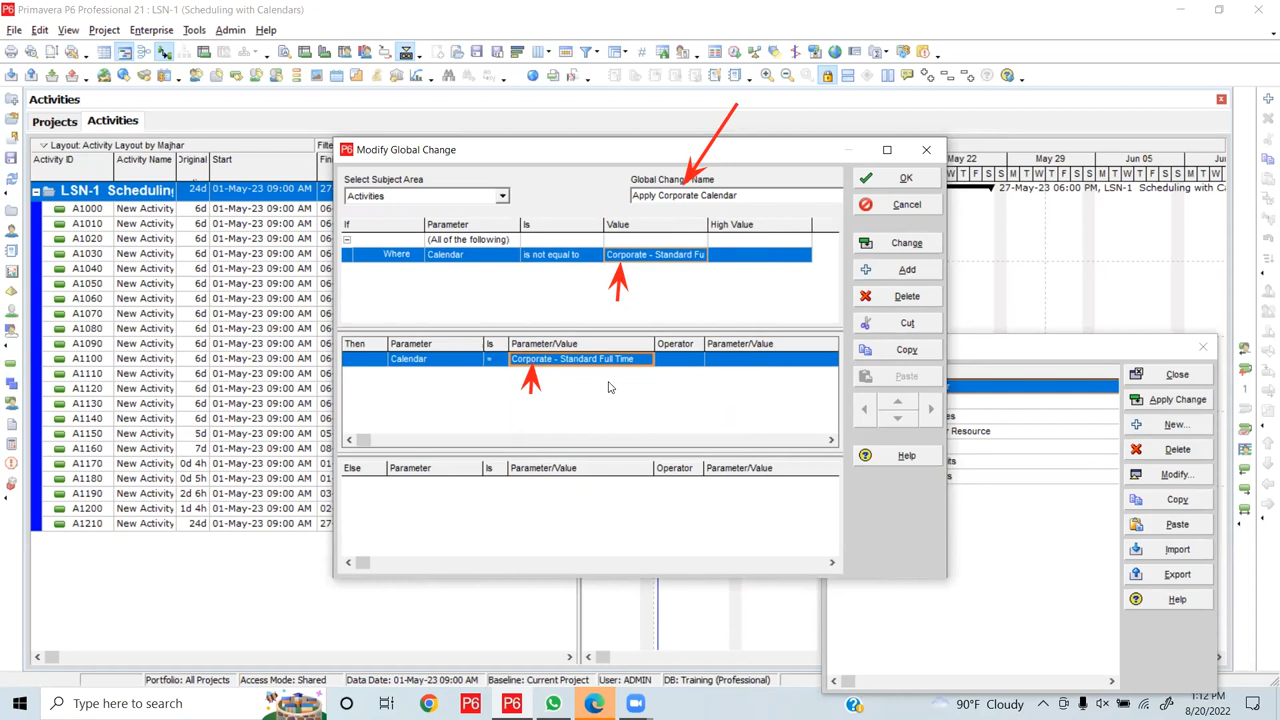 Primavera P6 Professional 21 : LSN-1 (Scheduling with Calendars)
File Edit View Project Enterprise Tools Admin Help
Activities
Projects Activities
Layout: Activity Layout by Majhar
Activity ID Activity Name Original Start
LSN-1 Scheduling 24d 01-May-23 09:00 AM
A1000 New Activity 6d 01-May-23 09:00 AM
A1010 New Activity 6d 01-May-23 09:00 AM
A1020 New Activity 6d 01-May-23 09:00 AM
A1030 New Activity 6d 01-May-23 09:00 AM
A1040 New Activity 6d 01-May-23 09:00 AM
A1050 New Activity 6d 01-May-23 09:00 AM
A1060 New Activity 6d 01-May-23 09:00 AM
A1070 New Activity 6d 01-May-23 09:00 AM
A1080 New Activity 6d 01-May-23 09:00 AM
A1090 New Activity 6d 01-May-23 09:00 AM
A1100 New Activity 6d 01-May-23 09:00 AM
A1110 New Activity 6d 01-May-23 09:00 AM
A1120 New Activity 6d 01-May-23 09:00 AM
A1130 New Activity 6d 01-May-23 09:00 AM
A1140 New Activity 6d 01-May-23 09:00 AM
A1150 New Activity 5d 01-May-23 09:00 AM
A1160 New Activity 7d 01-May-23 09:00 AM
A1170 New Activity 0d 4h 01-May-23 09:00 AM
A1180 New Activity 0d 5h 01-May-23 09:00 AM
A1190 New Activity 2d 6h 01-May-23 09:00 AM
A1200 New Activity 1d 4h 01-May-23 09:00 AM
A1210 New Activity 24d 01-May-23 09:00 AM
Modify Global Change
Select Subject Area
Activities
Global Change Name
Apply Corporate Calendar
If Parameter Is Value High Value
(All of the following)
Where Calendar is not equal to Corporate - Standard Fu
Then Parameter Is Parameter/Value Operator Parameter/Value
Calendar = Corporate - Standard Full Time
Else Parameter Is Parameter/Value Operator Parameter/Value
OK
Cancel
Change
Add
Delete
Cut
Copy
Paste
Help
May 22 May 29 Jun 05
T F S S M T W T F S S M T W T F S S M
27-May-23 06:00 PM, LSN-1 Scheduling with Ca
Resource
Close
Apply Change
New...
Delete
Modify...
Copy
Paste
Import
Export
Help
Portfolio: All Projects Access Mode: Shared Data Date: 01-May-23 09:00 AM Baseline: Current Project User: ADMIN DB: Training (Professional)
Type here to search
90°F Cloudy
1:12 PM
8/20/2022